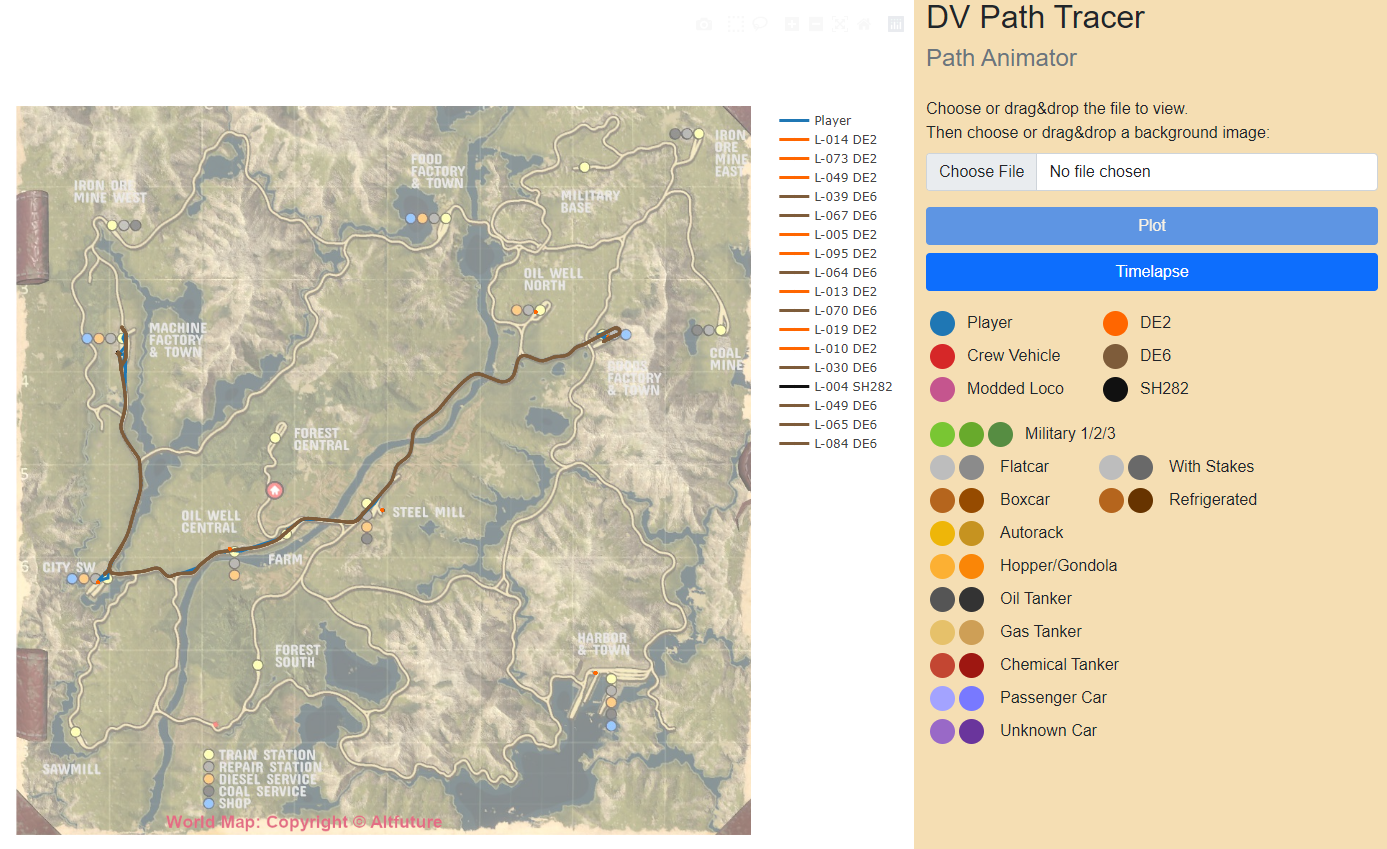 DV Path Tracer
Path Animator
Choose or drag&drop the file to view.
Then choose or drag&drop a background image:
Choose File
No file chosen
Plot
Timelapse
Player
DE2
Crew Vehicle
DE6
Modded Loco
SH282
Military 1/2/3
Flatcar
With Stakes
Boxcar
Refrigerated
Autorack
Hopper/Gondola
Oil Tanker
Gas Tanker
Chemical Tanker
Passenger Car
Unknown Car
Player
L-014 DE2
L-073 DE2
L-049 DE2
L-039 DE6
L-067 DE6
L-005 DE2
L-095 DE2
L-064 DE6
L-013 DE2
L-070 DE6
L-019 DE2
L-010 DE2
L-030 DE6
L-004 SH282
L-049 DE6
L-065 DE6
L-084 DE6
IRON ORE
MINE WEST
FOOD
FACTORY
& TOWN
MILITARY
BASE
IRON
ORE
MINE
EAST
OIL WELL
NORTH
MACHINE
FACTORY
& TOWN
COAL
MINE
FACTORY
& TOWN
4
FOREST
CENTRAL
5
OIL WELL
CENTRAL
STEEL MILL
FARM
6
CITY SW
FOREST
SOUTH
HARBOR
& TOWN
SAWMILL
TRAIN STATION
REPAIR STATION
DIESEL SERVICE
COAL SERVICE
SHOP
World Map: Copyright © Altfuture